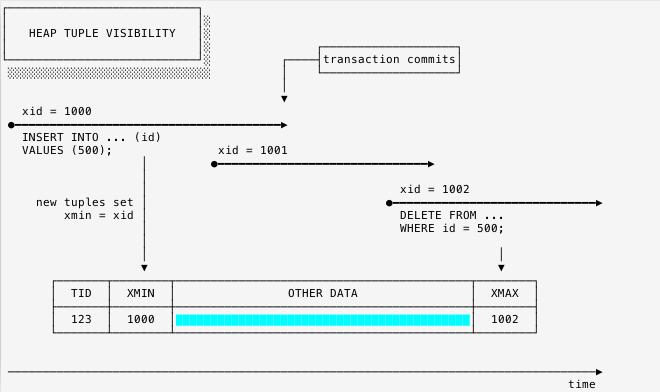 HEAP TUPLE VISIBILITY
transaction commits
xid = 1000
INSERT INTO ... (id)
VALUES (500);
xid = 1001
xid = 1002
DELETE FROM ...
WHERE id = 500;
new tuples set
xmin = xid
TID XMIN OTHER DATA XMAX
123 1000 1002
time